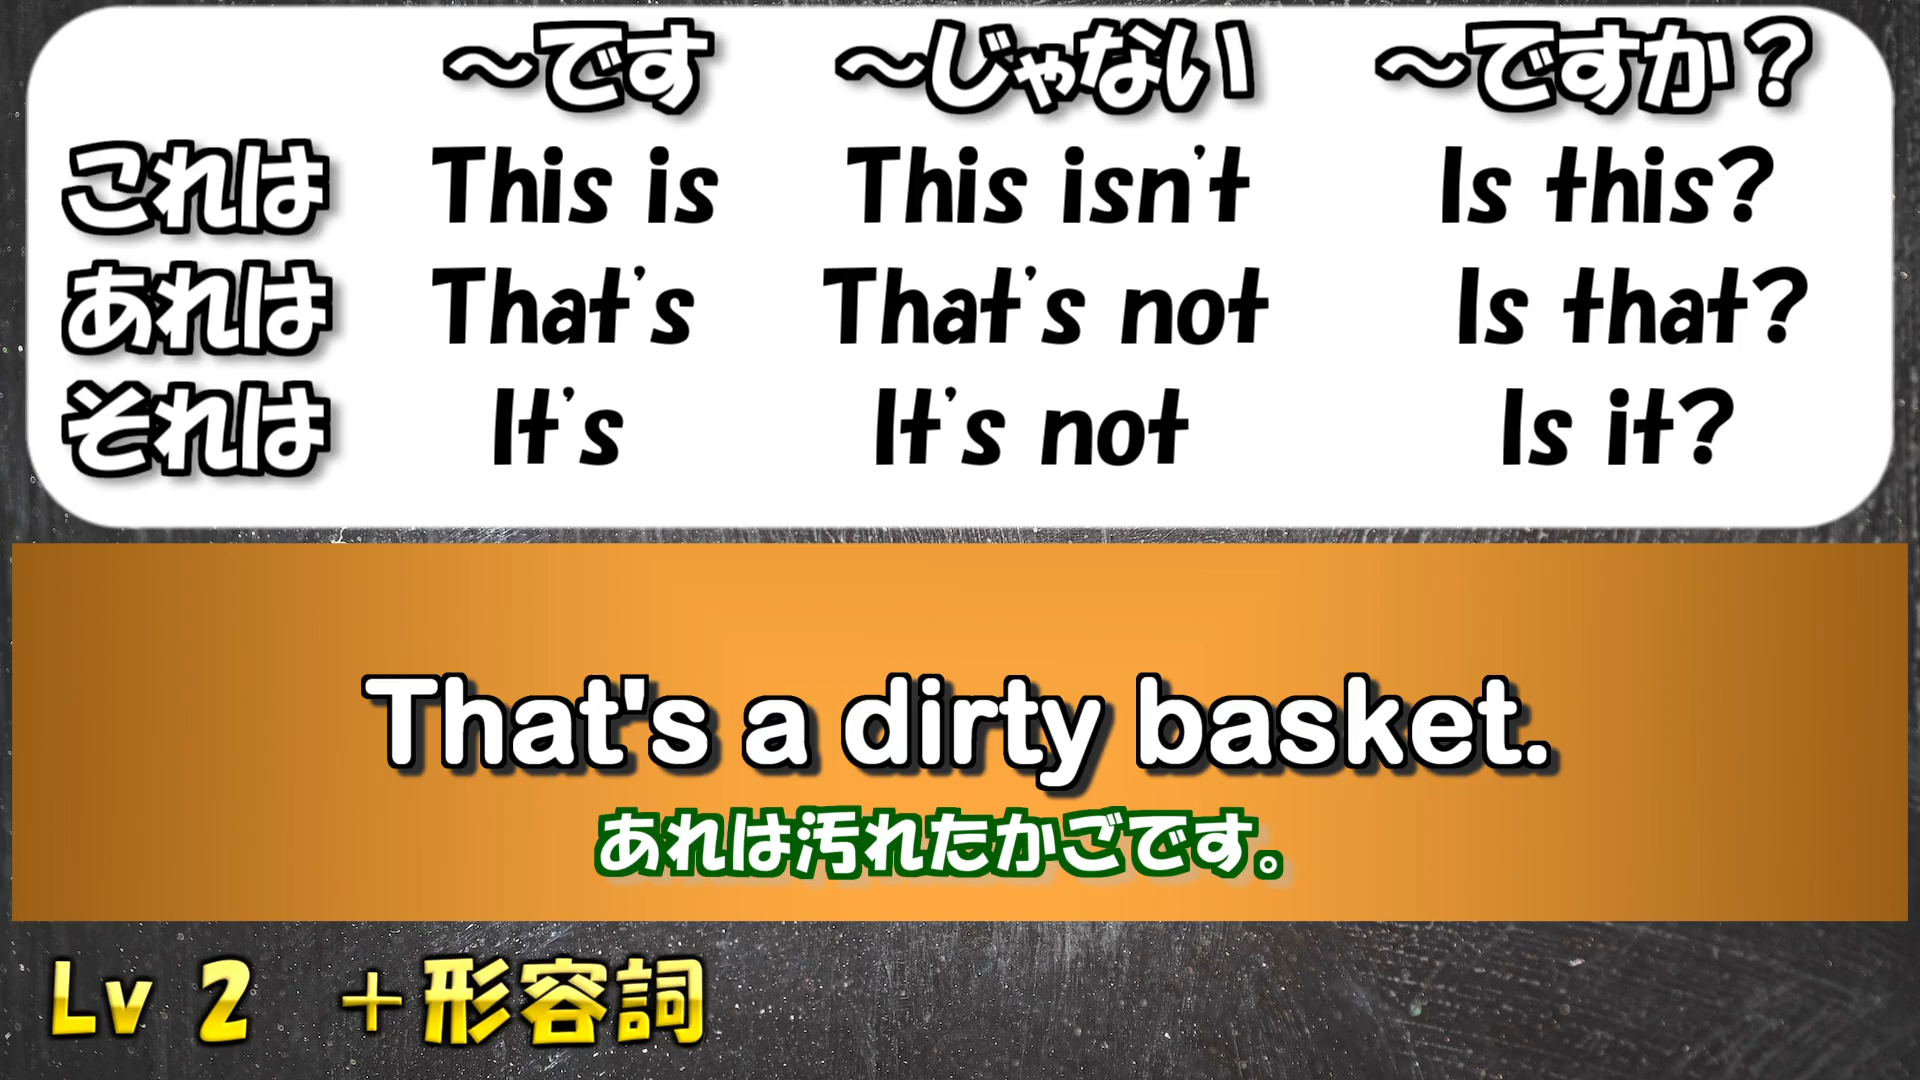 ～です ～じゃない ～ですか？
これは This is This isn't Is this?
あれは That's That's not Is that?
それは It's It's not Is it?
That's a dirty basket.
あれは汚れたかごです。
Lv 2 ＋形容詞